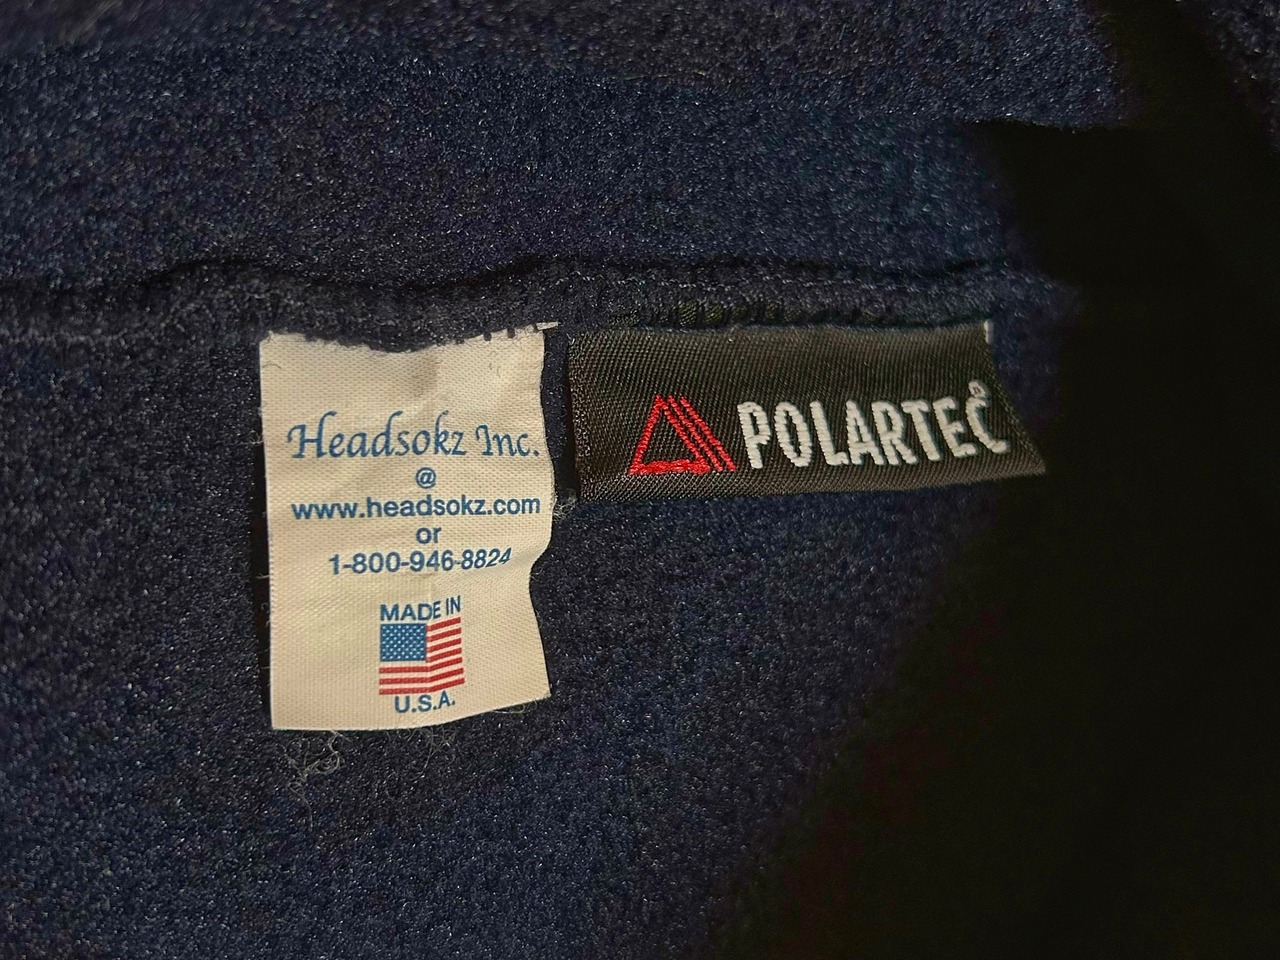 Headsokz Inc.
@
www.headsokz.com
or
1-800-946-8824
MADE IN
U.S.A.
POLARTEC®